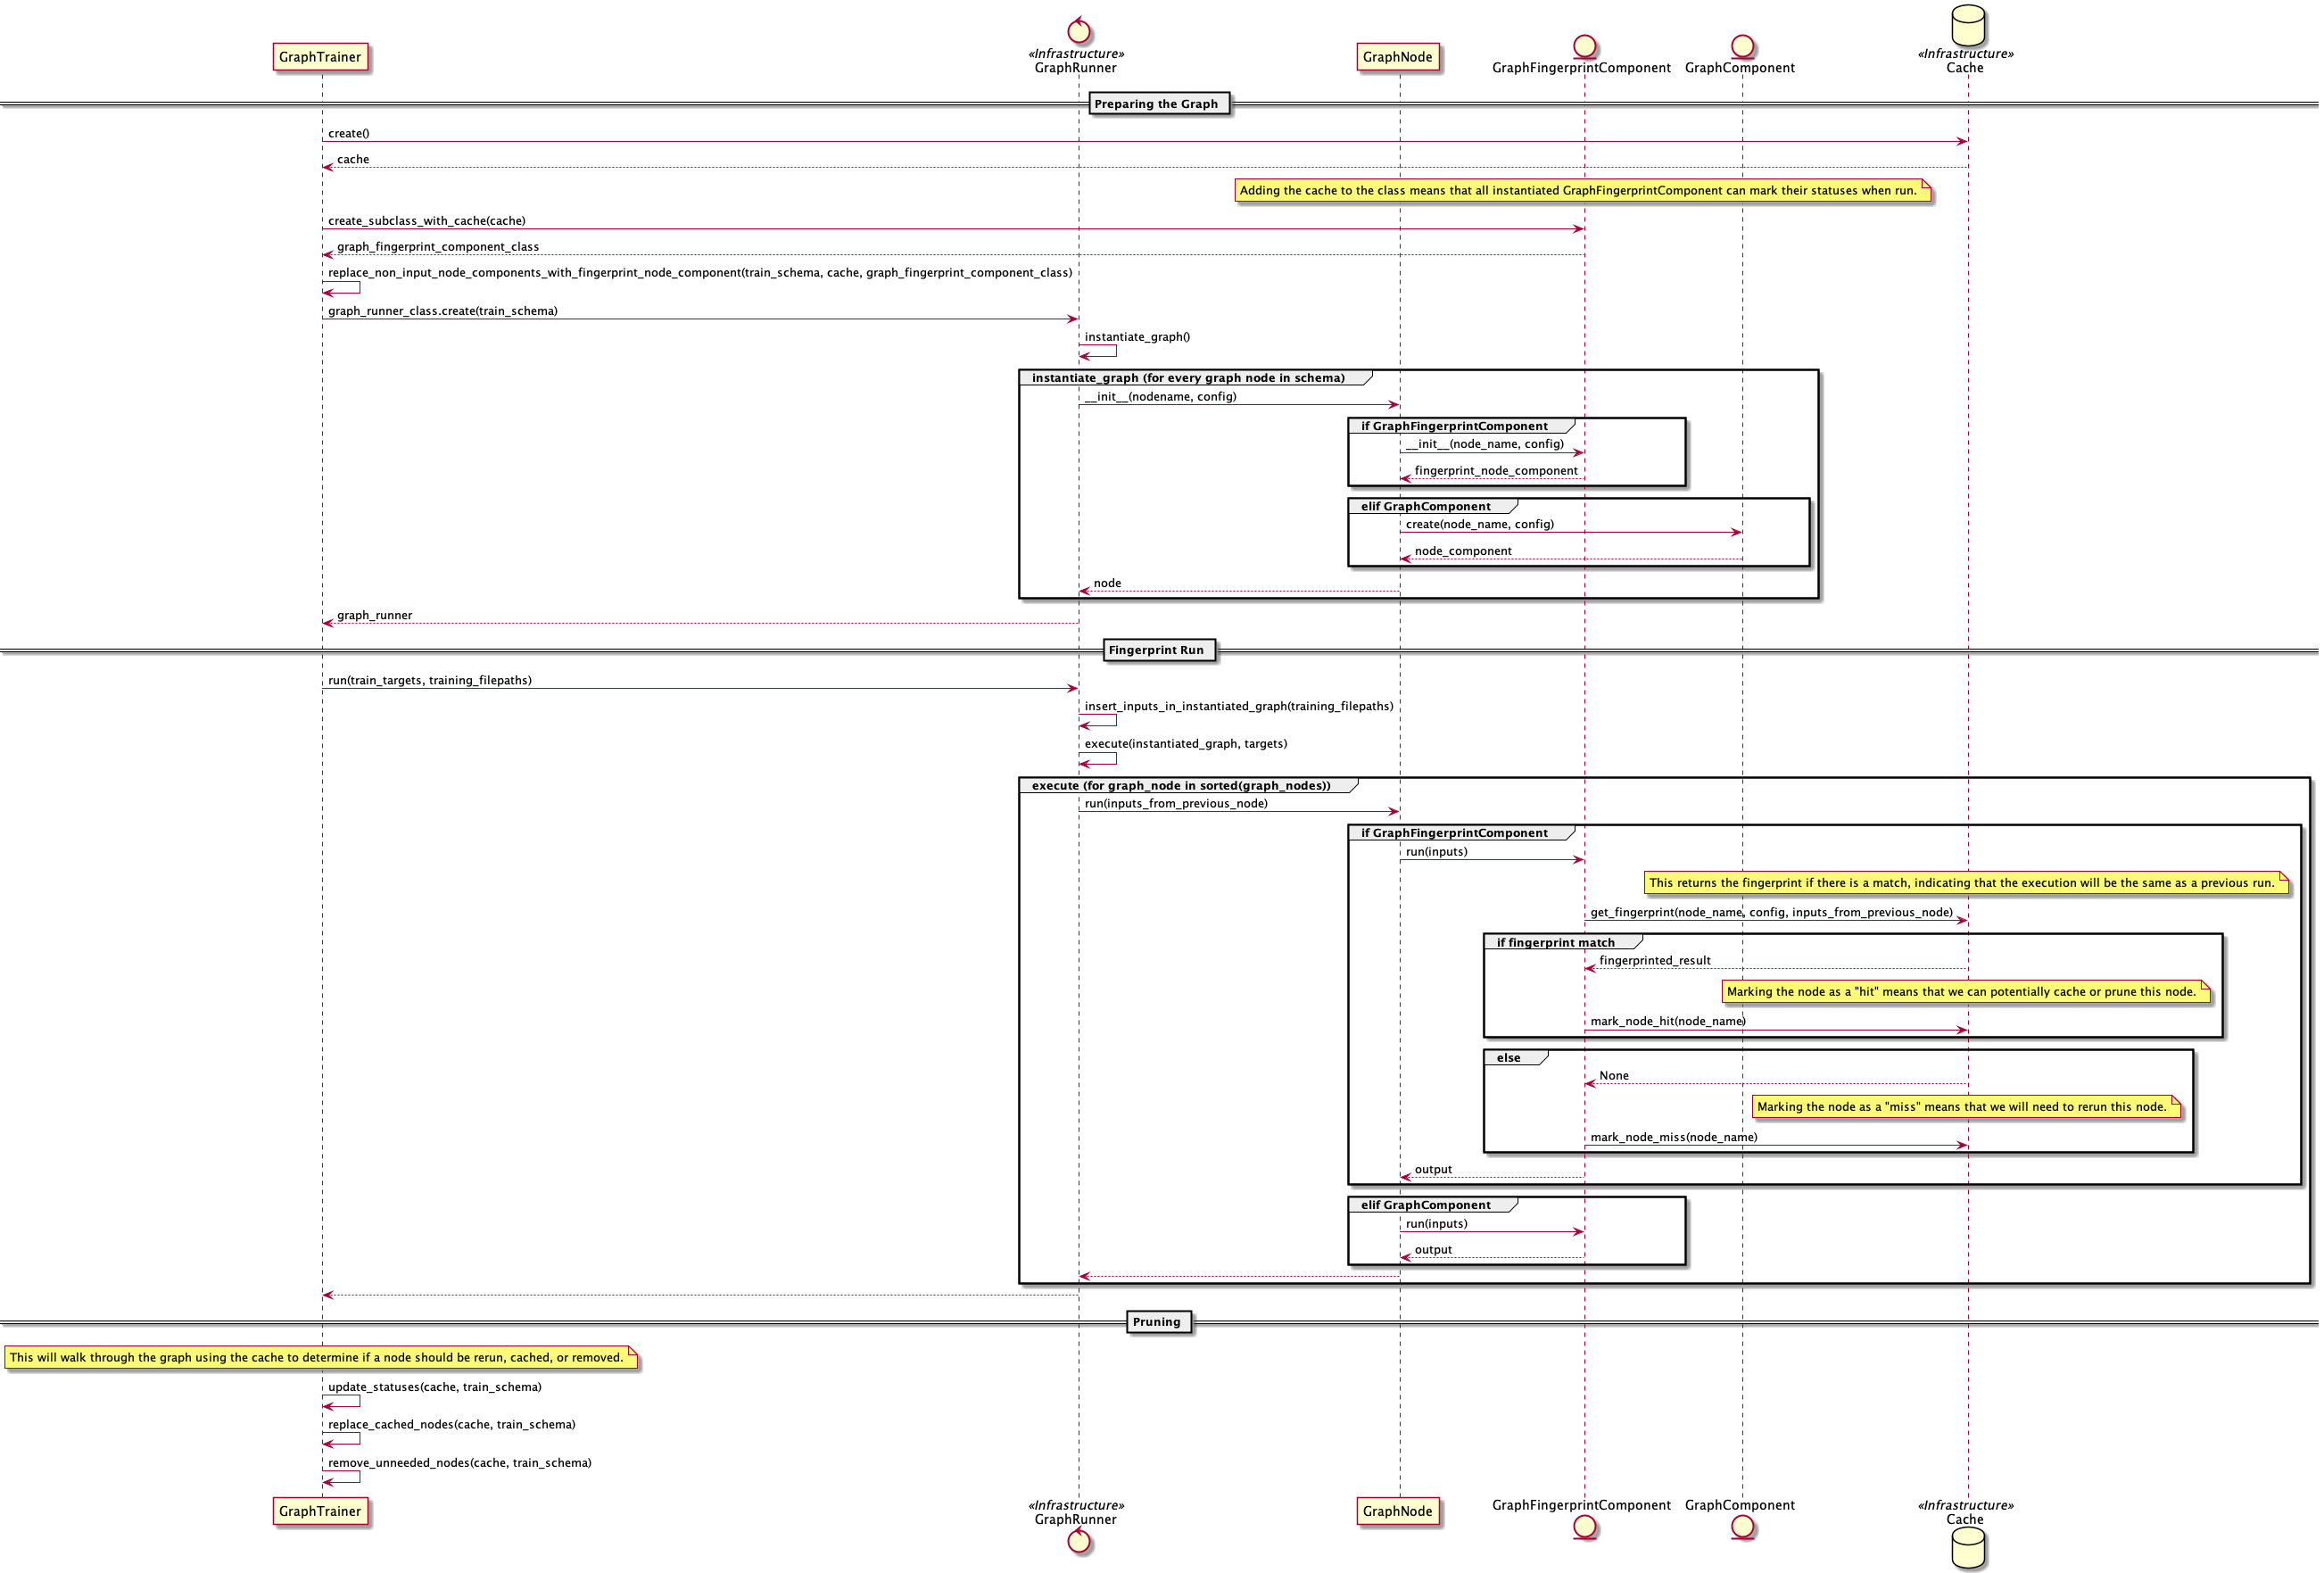 GraphTrainer
«Infrastructure»
GraphRunner
GraphNode
GraphFingerprintComponent
GraphComponent
«Infrastructure»
Cache
Preparing the Graph
create()
cache
Adding the cache to the class means that all instantiated GraphFingerprintComponent can mark their statuses when run.
create_subclass_with_cache(cache)
graph_fingerprint_component_class
replace_non_input_node_components_with_fingerprint_node_component(train_schema, cache, graph_fingerprint_component_class)
graph_runner_class.create(train_schema)
instantiate_graph()
instantiate_graph (for every graph node in schema)
__init__(nodename, config)
if GraphFingerprintComponent
__init__(node_name, config)
fingerprint_node_component
elif GraphComponent
create(node_name, config)
node_component
node
graph_runner
Fingerprint Run
run(train_targets, training_filepaths)
insert_inputs_in_instantiated_graph(training_filepaths)
execute(instantiated_graph, targets)
execute (for graph_node in sorted(graph_nodes))
run(inputs_from_previous_node)
if GraphFingerprintComponent
run(inputs)
This returns the fingerprint if there is a match, indicating that the execution will be the same as a previous run.
get_fingerprint(node_name, config, inputs_from_previous_node)
if fingerprint match
fingerprinted_result
Marking the node as a "hit" means that we can potentially cache or prune this node.
mark_node_hit(node_name)
else
None
Marking the node as a "miss" means that we will need to rerun this node.
mark_node_miss(node_name)
output
elif GraphComponent
run(inputs)
output
Pruning
This will walk through the graph using the cache to determine if a node should be rerun, cached, or removed.
update_statuses(cache, train_schema)
replace_cached_nodes(cache, train_schema)
remove_unneeded_nodes(cache, train_schema)
GraphTrainer
«Infrastructure»
GraphRunner
GraphNode
GraphFingerprintComponent
GraphComponent
«Infrastructure»
Cache